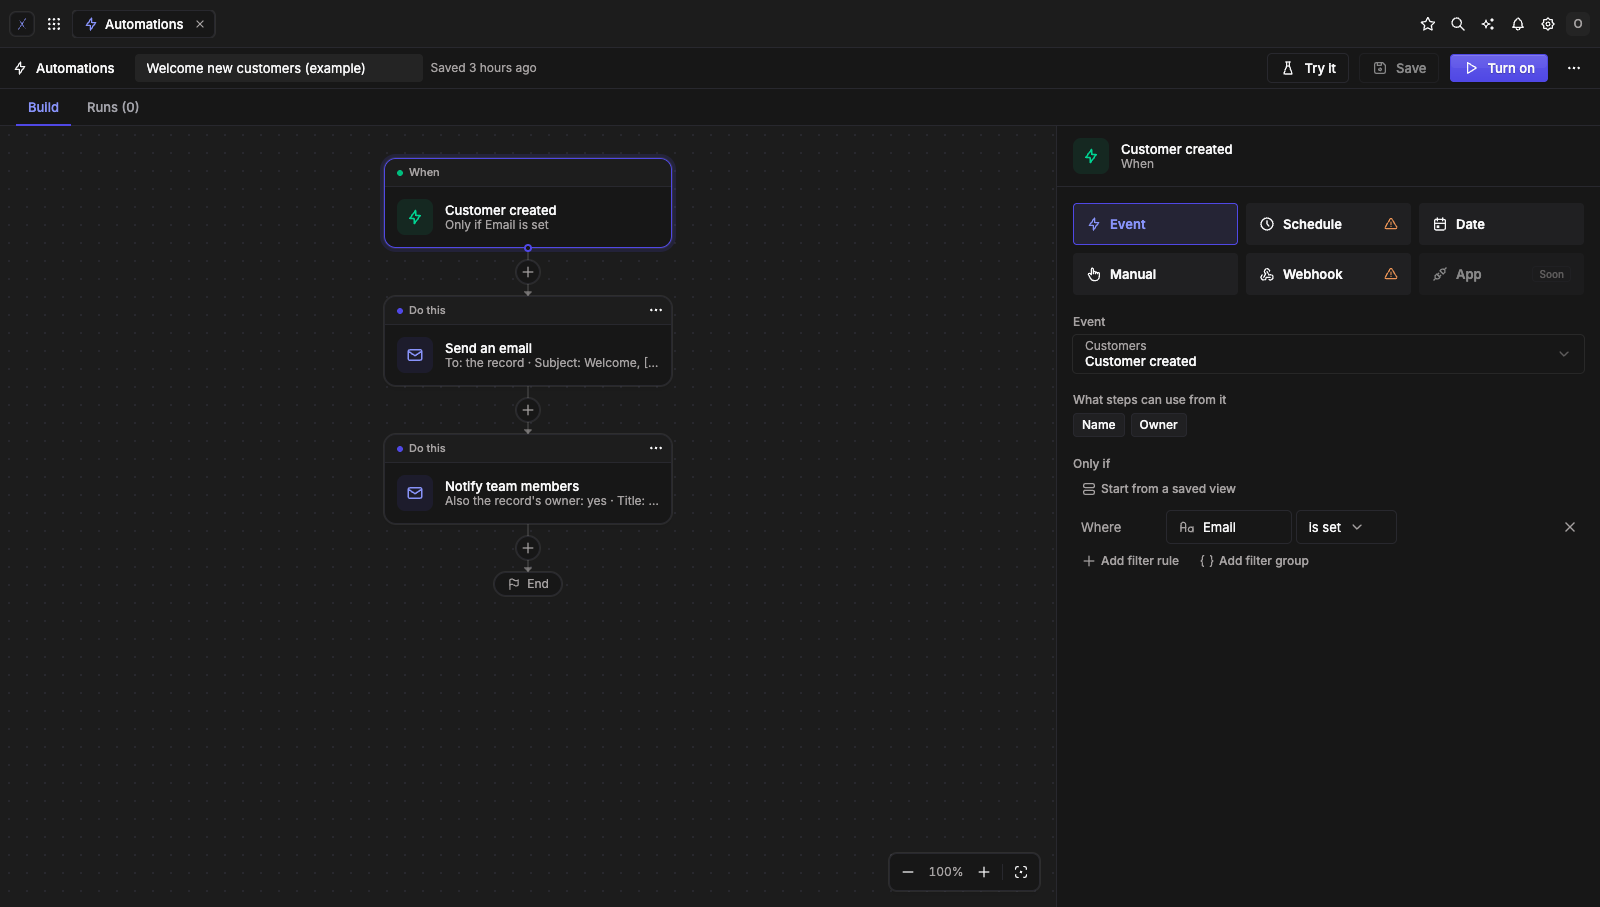 Automations
Automations
Welcome new customers (example)
Saved 3 hours ago
Try it
Save
Turn on
Build
Runs (0)
When
Customer created
Only if Email is set
Do this
Send an email
To: the record · Subject: Welcome, [...
Do this
Notify team members
Also the record's owner: yes · Title: ...
End
100%
Customer created
When
Event
Schedule
Date
Manual
Webhook
App
Soon
Event
Customers
Customer created
What steps can use from it
Name
Owner
Only if
Start from a saved view
Where
Aa
Email
is set
Add filter rule
{ } Add filter group
O